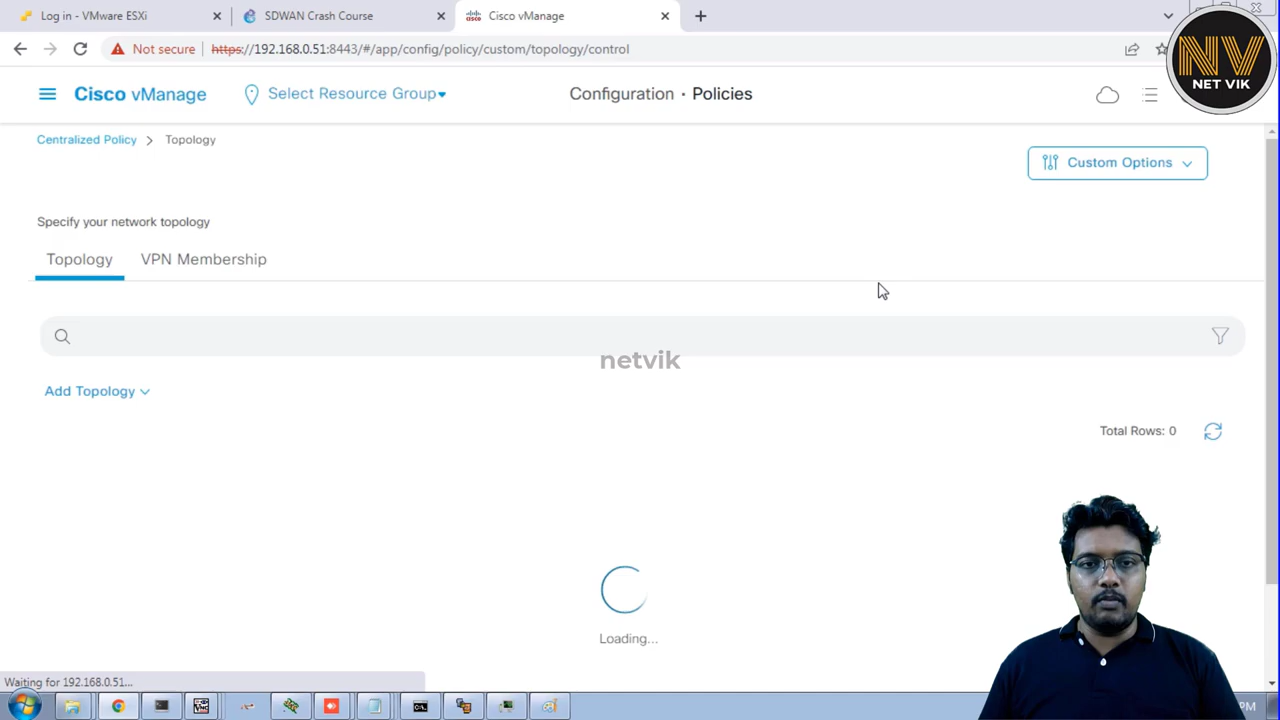 Log in - VMware ESXi
SDWAN Crash Course
Cisco vManage
Not secure
https://192.168.0.51:8443/#/app/config/policy/custom/topology/control
NV
NET VIK
Cisco vManage
Select Resource Group
Configuration · Policies
Centralized Policy > Topology
Custom Options
Specify your network topology
Topology
VPN Membership
netvik
Add Topology
Total Rows: 0
Loading...
Waiting for 192.168.0.51...
PM